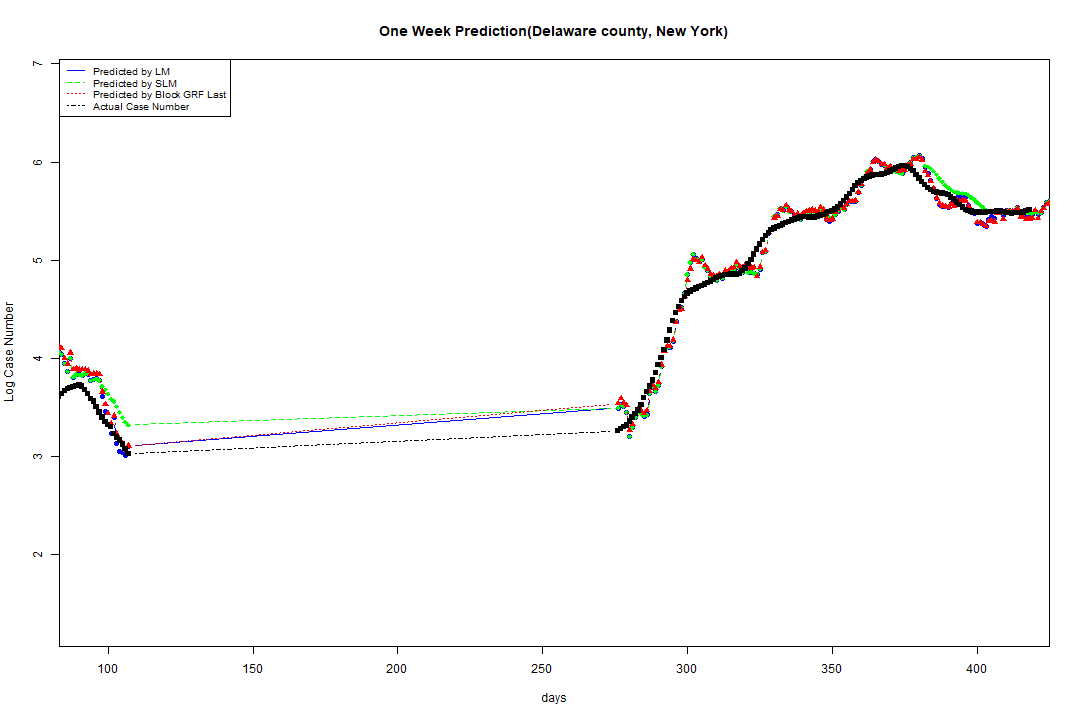 One Week Prediction(Delaware county, New York)
Predicted by LM
Predicted by SLM
Predicted by Block GRF Last
Actual Case Number
7
6
5
4
3
2
Log Case Number
100 150 200 250 300 350 400
days